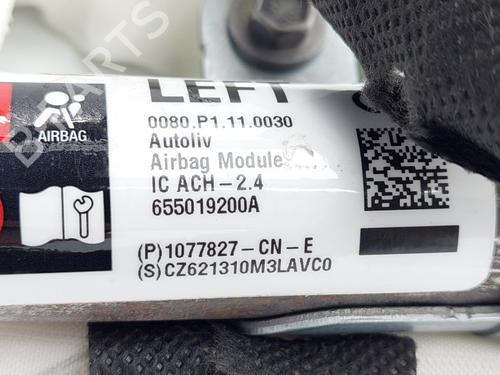 LEFT
0080.P1.11.0030
Autoliv
Airbag Module
IC ACH-2.4
655019200A
AIRBAG
(P)1077827-CN-E
(S)CZ621310M3LAVC0